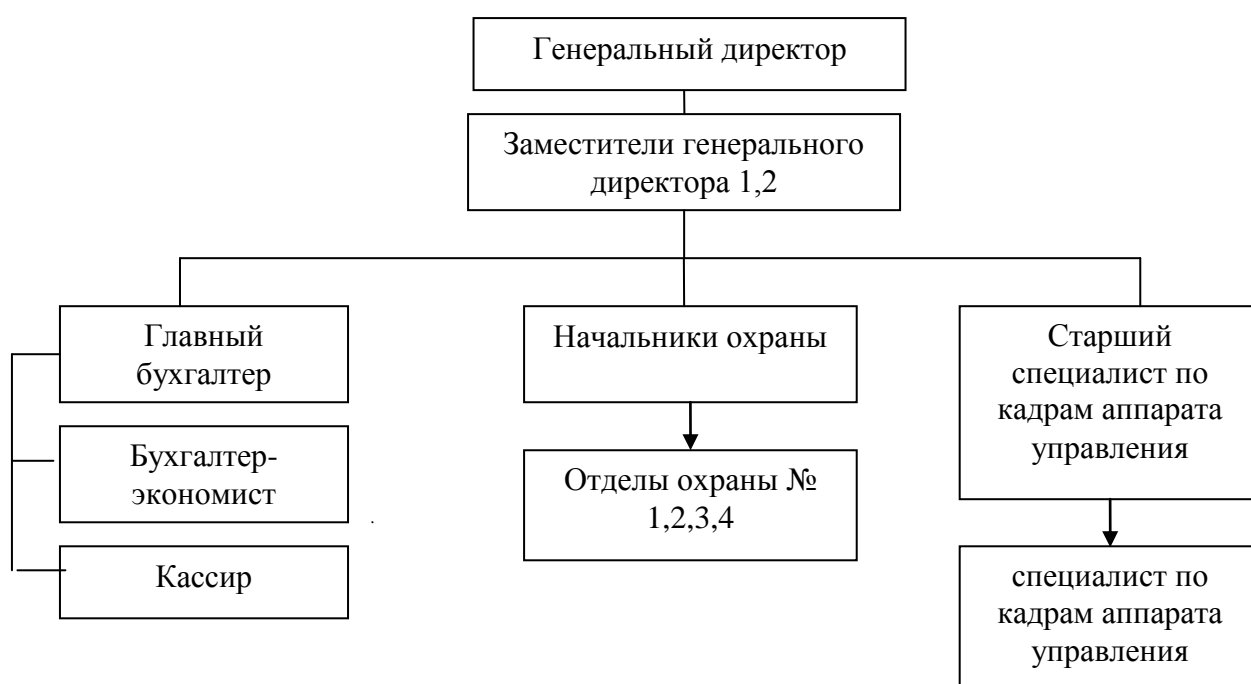 Генеральный директор
Заместители генерального
директора 1,2
Главный
бухгалтер
Бухгалтер-
экономист
Кассир
Начальники охраны
Отделы охраны №
1,2,3,4
Старший
специалист по
кадрам аппарата
управления
специалист по
кадрам аппарата
управления